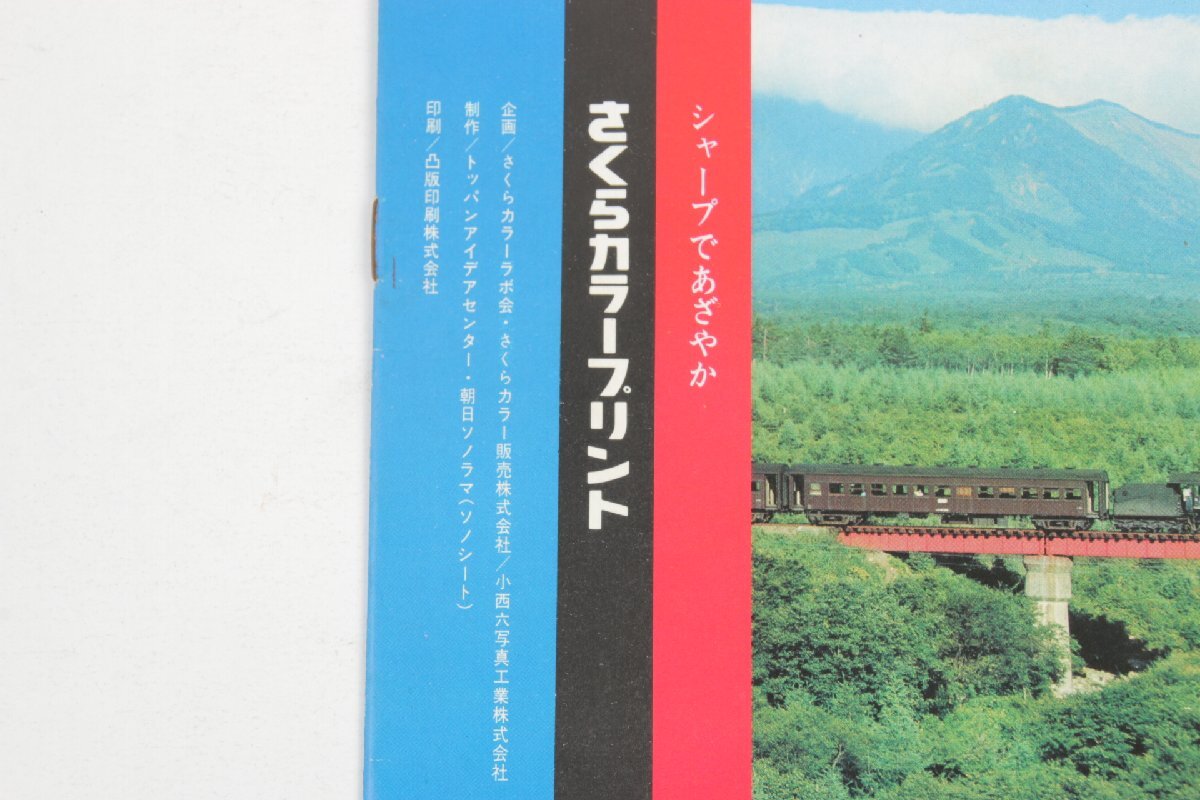 シャープであざやか
さくらカラープリント
企画/さくらカラーラボ会・さくらカラー販売株式会社/小西六写真工業株式会社
制作/トッパンアイデアセンター・朝日ソノラマ(ソノシート)
印刷/凸版印刷株式会社